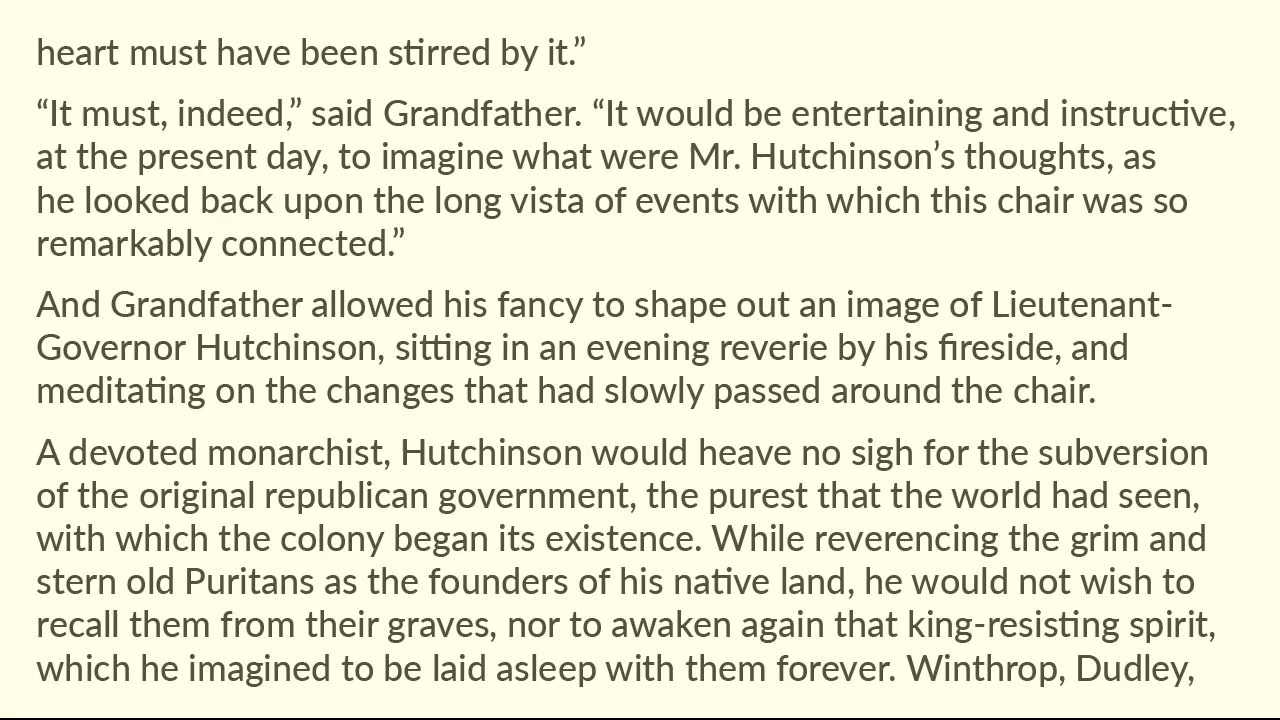 heart must have been stirred by it.”
“It must, indeed,” said Grandfather. “It would be entertaining and instructive,
at the present day, to imagine what were Mr. Hutchinson’s thoughts, as
he looked back upon the long vista of events with which this chair was so
remarkably connected.”
And Grandfather allowed his fancy to shape out an image of Lieutenant-
Governor Hutchinson, sitting in an evening reverie by his fireside, and
meditating on the changes that had slowly passed around the chair.
A devoted monarchist, Hutchinson would heave no sigh for the subversion
of the original republican government, the purest that the world had seen,
with which the colony began its existence. While reverencing the grim and
stern old Puritans as the founders of his native land, he would not wish to
recall them from their graves, nor to awaken again that king-resisting spirit,
which he imagined to be laid asleep with them forever. Winthrop, Dudley,